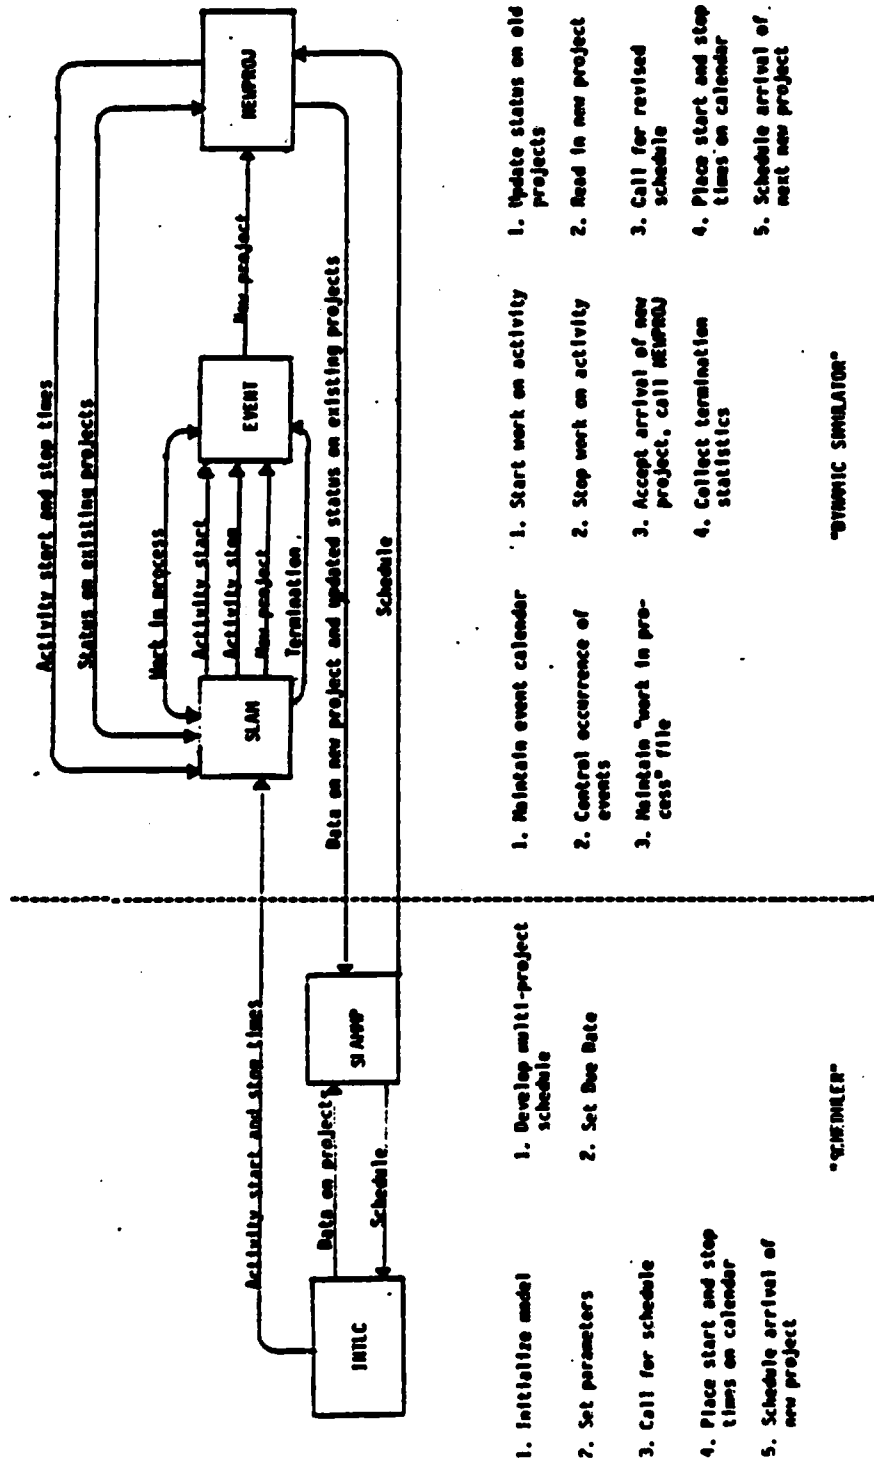 Activity start and stop times
Status on existing projects
Work in process
Activity start
Activity stop
New project
Termination
New project
Data on new project and updated status on existing projects
Schedule
Activity start and stop times
Data on projects
Schedule
INTLC
SLAMMP
SLAM
EVENT
NEWPROJ
1. Initialize model
2. Set parameters
3. Call for schedule
4. Place start and stop
times on calendar
5. Schedule arrival of
new project
1. Develop multi-project
schedule
2. Set Due Date
"SCHEDULER"
1. Maintain event calendar
2. Control occurrence of
events
3. Maintain "work in pro-
cess" file
1. Start work on activity
2. Stop work on activity
3. Accept arrival of new
project, call NEWPROJ
4. Collect termination
statistics
"DYNAMIC SIMULATOR"
1. Update status on old
projects
2. Read in new project
3. Call for revised
schedule
4. Place start and stop
times on calendar
5. Schedule arrival of
next new project